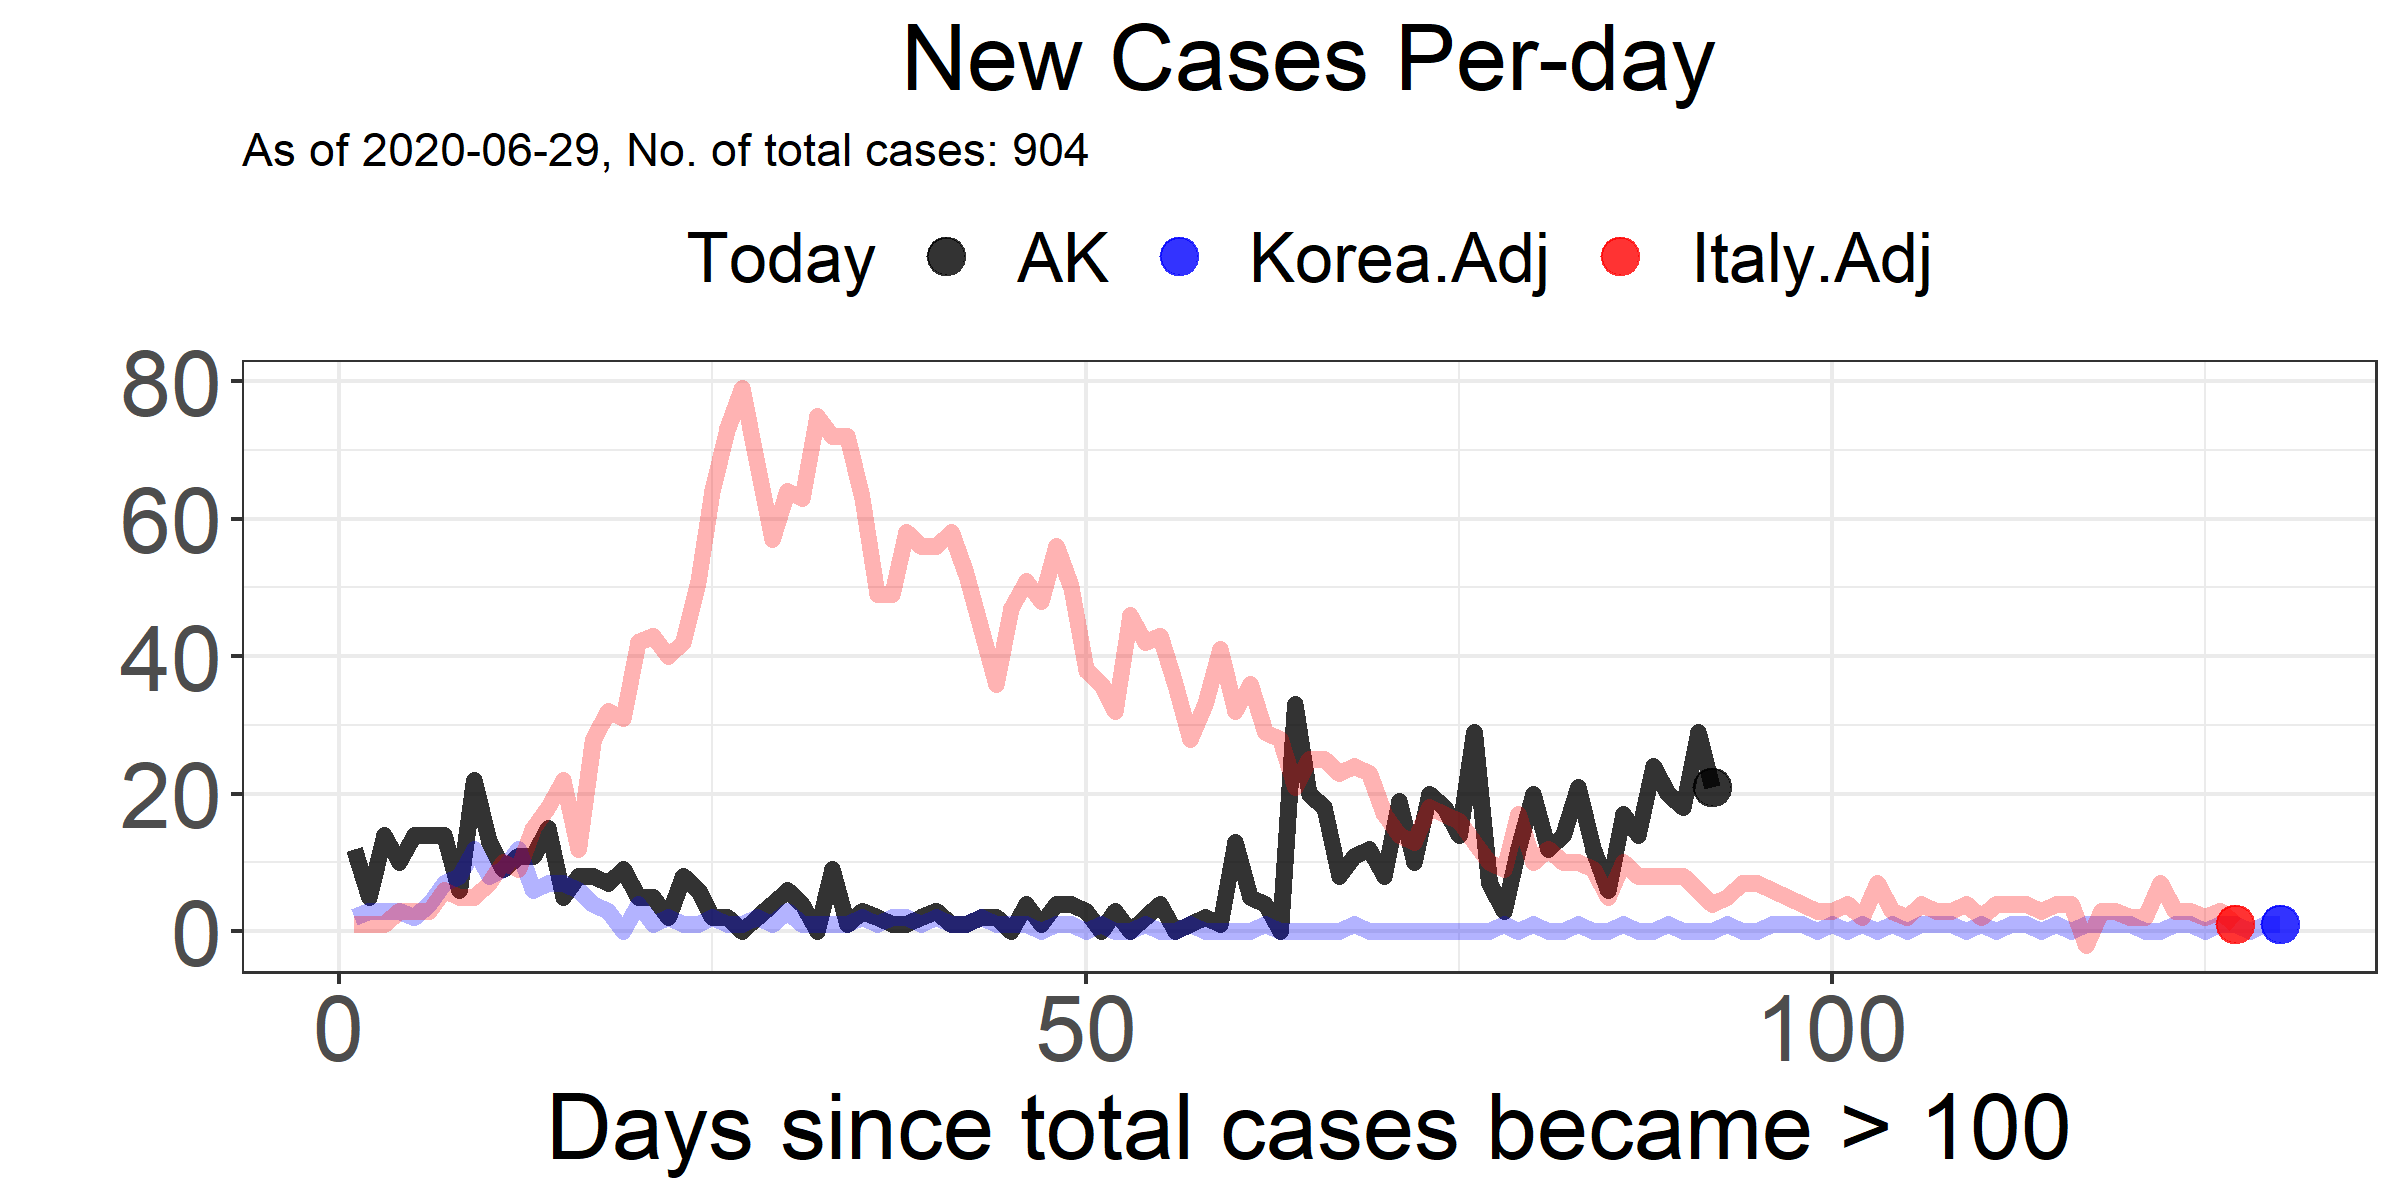 New Cases Per-day
As of 2020-06-29, No. of total cases: 904
Today AK Korea.Adj Italy.Adj
80
60
40
20
0
0 50 100
Days since total cases became > 100